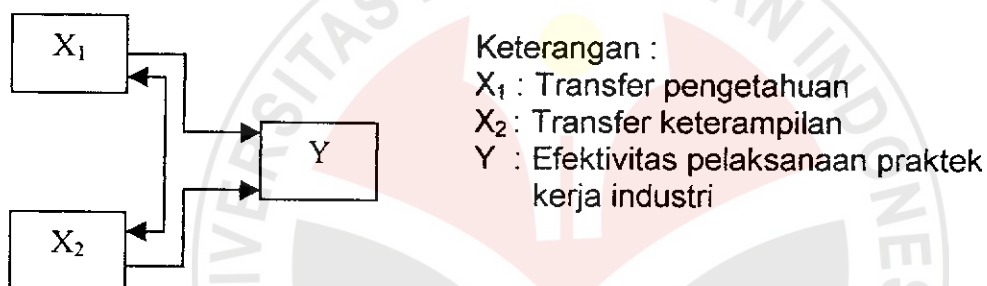 X₁
X₂
Y
Keterangan :
X₁ : Transfer pengetahuan
X₂ : Transfer keterampilan
Y : Efektivitas pelaksanaan praktek
kerja industri